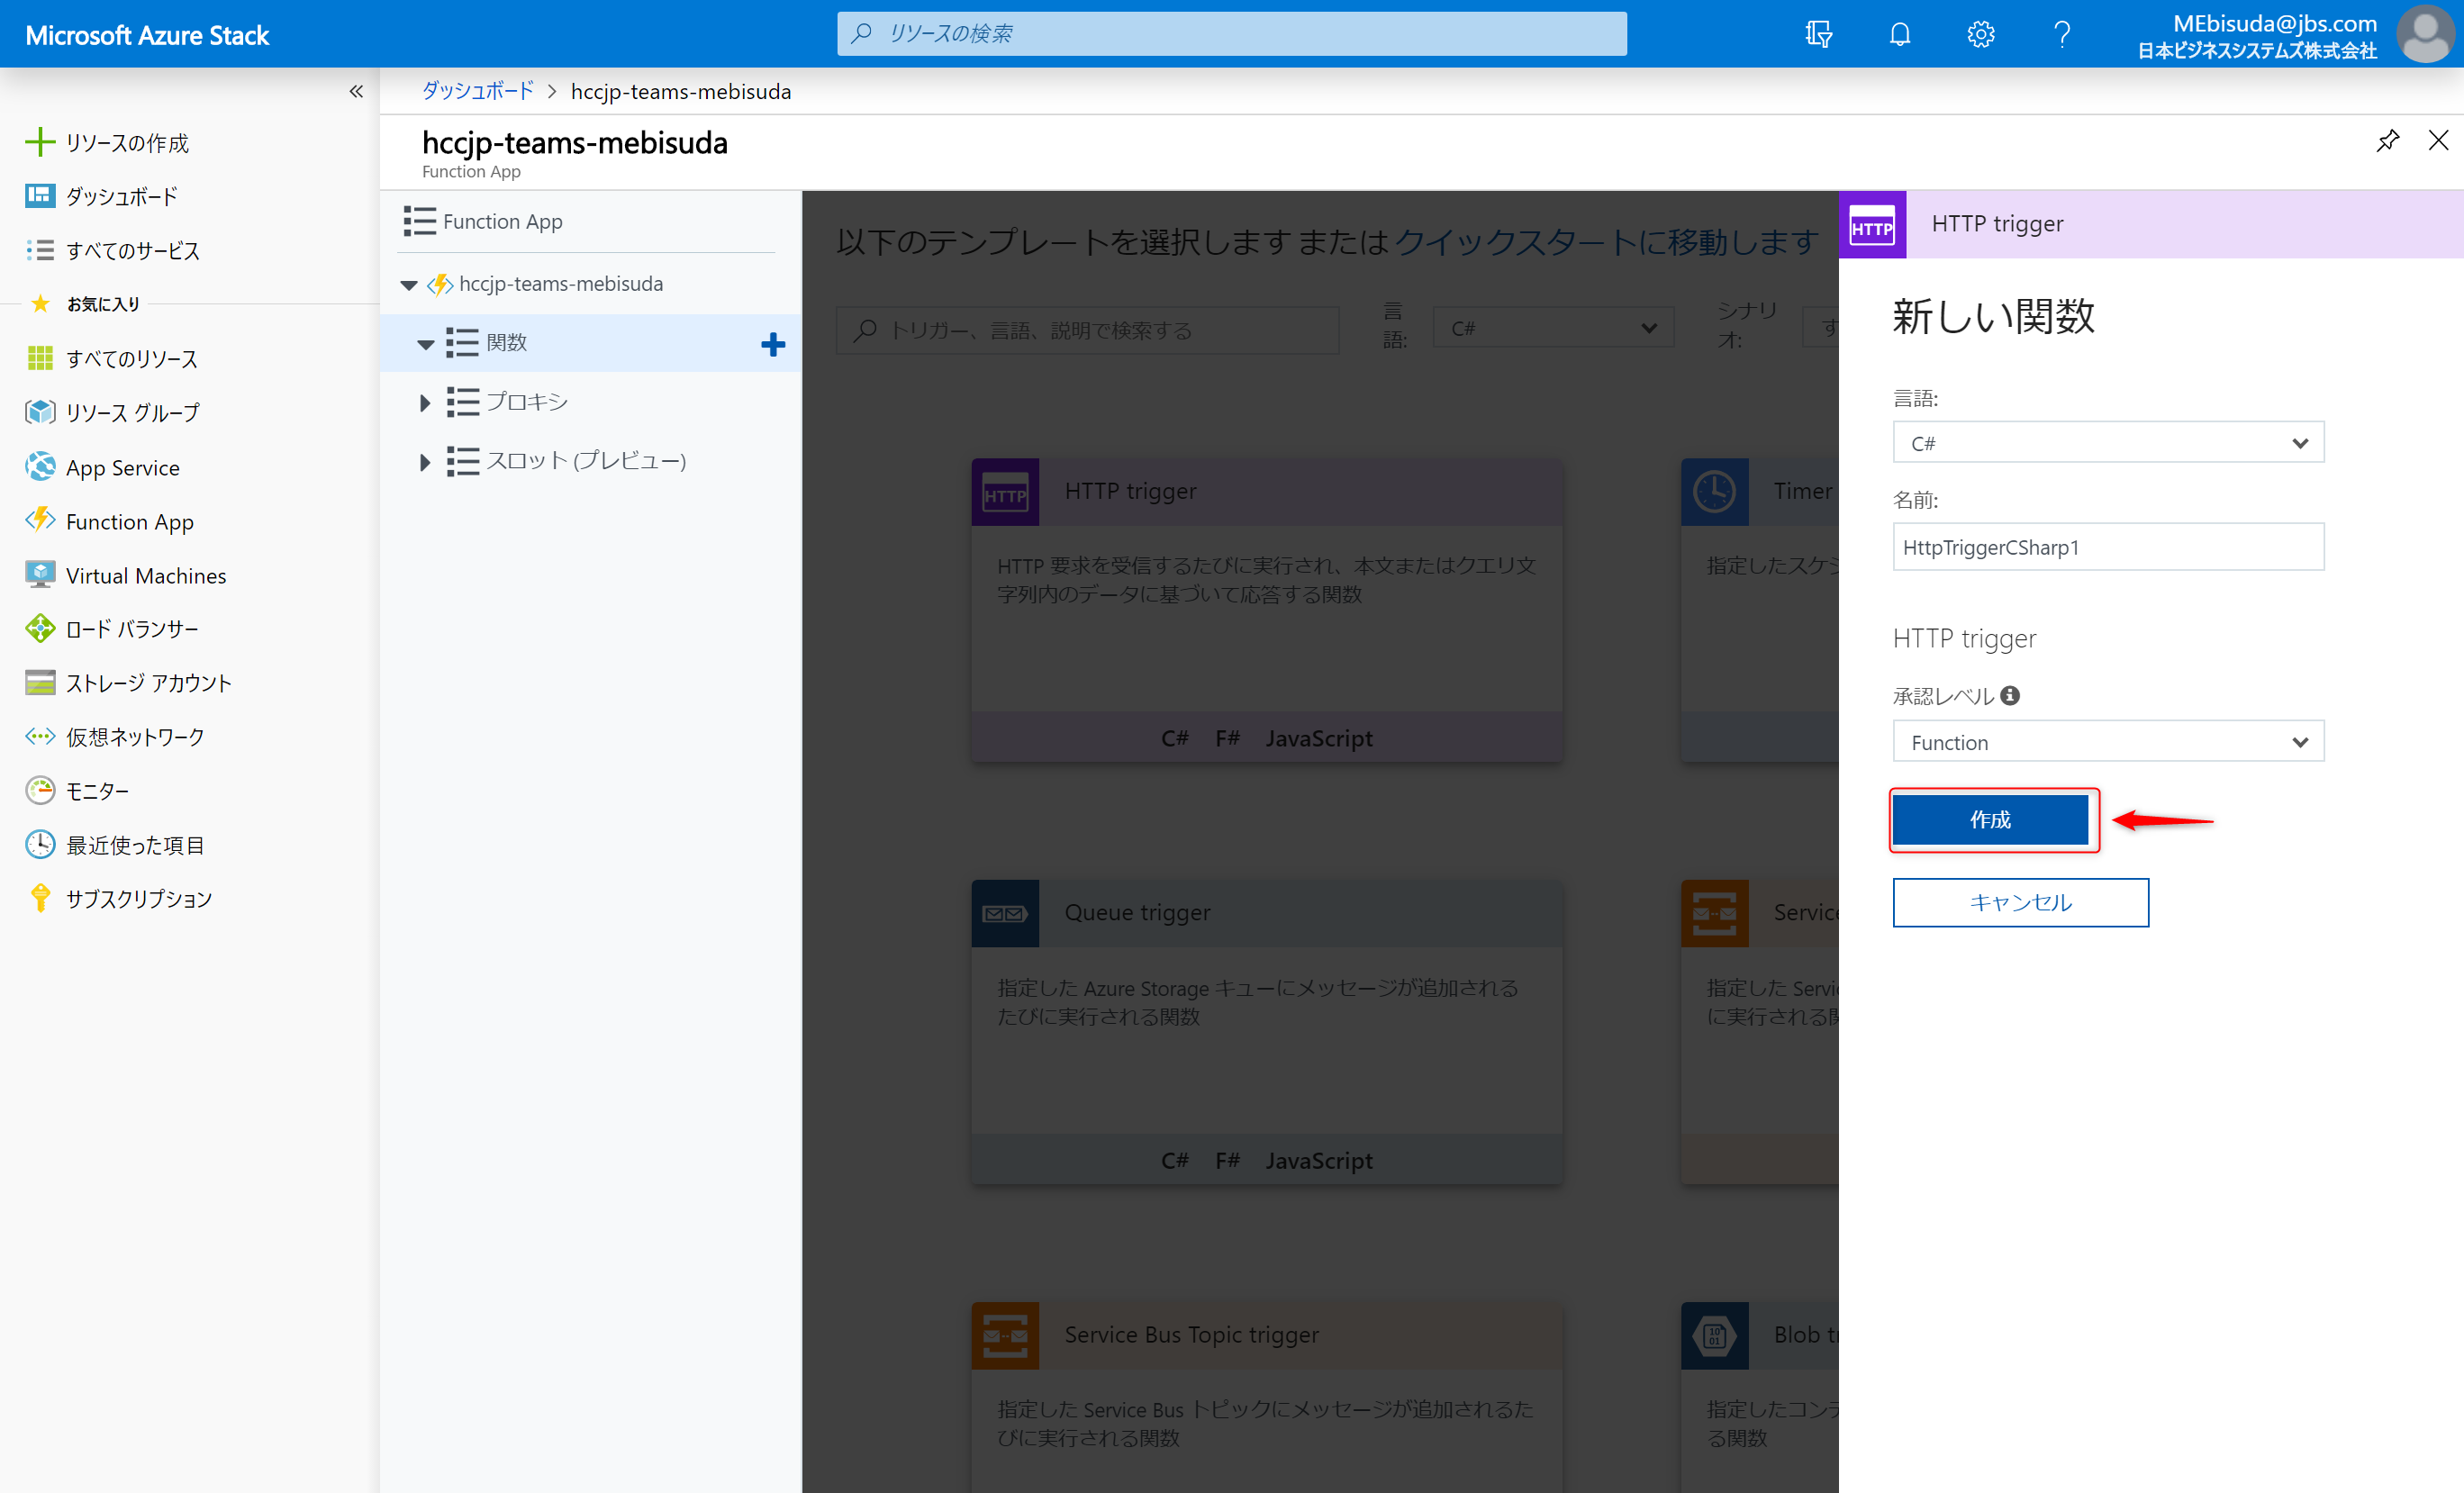 Microsoft Azure Stack
リソースの検索
MEbisuda@jbs.com
日本ビジネスシステムズ株式会社
リソースの作成
ダッシュボード
すべてのサービス
お気に入り
すべてのリソース
リソース グループ
App Service
Function App
Virtual Machines
ロード バランサー
ストレージ アカウント
仮想ネットワーク
モニター
最近使った項目
サブスクリプション
ダッシュボード > hccjp-teams-mebisuda
hccjp-teams-mebisuda
Function App
Function App
hccjp-teams-mebisuda
関数
プロキシ
スロット (プレビュー)
以下のテンプレートを選択します または クイックスタートに移動します
トリガー、言語、説明で検索する
言語:
C#
シナリオ:
す
HTTP
HTTP trigger
HTTP 要求を受信するたびに実行され、本文またはクエリ文
字列内のデータに基づいて応答する関数
C# F# JavaScript
Timer
指定したスケジ
Queue trigger
指定した Azure Storage キューにメッセージが追加される
たびに実行される関数
C# F# JavaScript
Service
指定した Servic
に実行される関
Service Bus Topic trigger
指定した Service Bus トピックにメッセージが追加されるた
びに実行される関数
Blob tr
指定したコンテ
る関数
HTTP
HTTP trigger
新しい関数
言語:
C#
名前:
HttpTriggerCSharp1
HTTP trigger
承認レベル
Function
作成
キャンセル